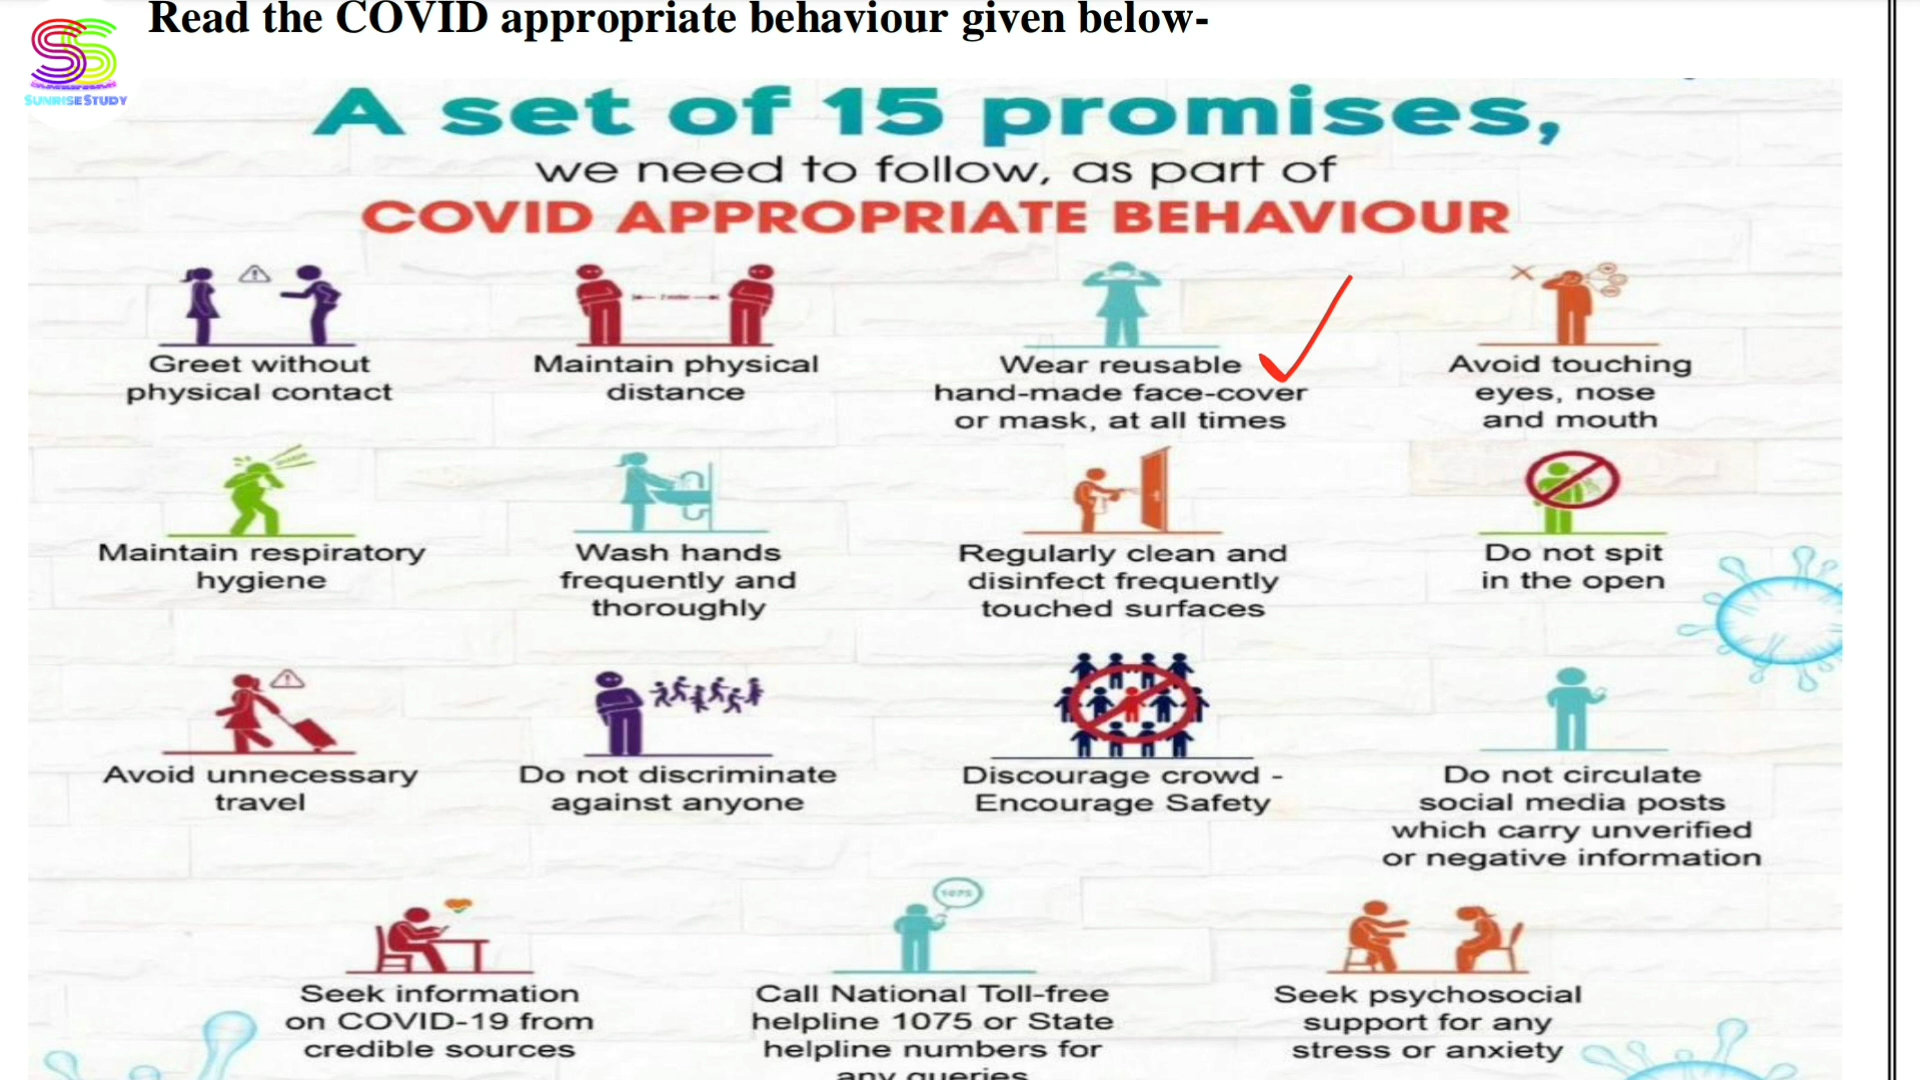 Read the COVID appropriate behaviour given below-
SUNRISE STUDY
A set of 15 promises,
we need to follow, as part of
COVID APPROPRIATE BEHAVIOUR
Greet without
physical contact
Maintain physical
distance
Wear reusable
hand-made face-cover
or mask, at all times
Avoid touching
eyes, nose
and mouth
Maintain respiratory
hygiene
Wash hands
frequently and
thoroughly
Regularly clean and
disinfect frequently
touched surfaces
Do not spit
in the open
Avoid unnecessary
travel
Do not discriminate
against anyone
Discourage crowd -
Encourage Safety
Do not circulate
social media posts
which carry unverified
or negative information
1075
Seek information
on COVID-19 from
credible sources
Call National Toll-free
helpline 1075 or State
helpline numbers for
any queries
Seek psychosocial
support for any
stress or anxiety